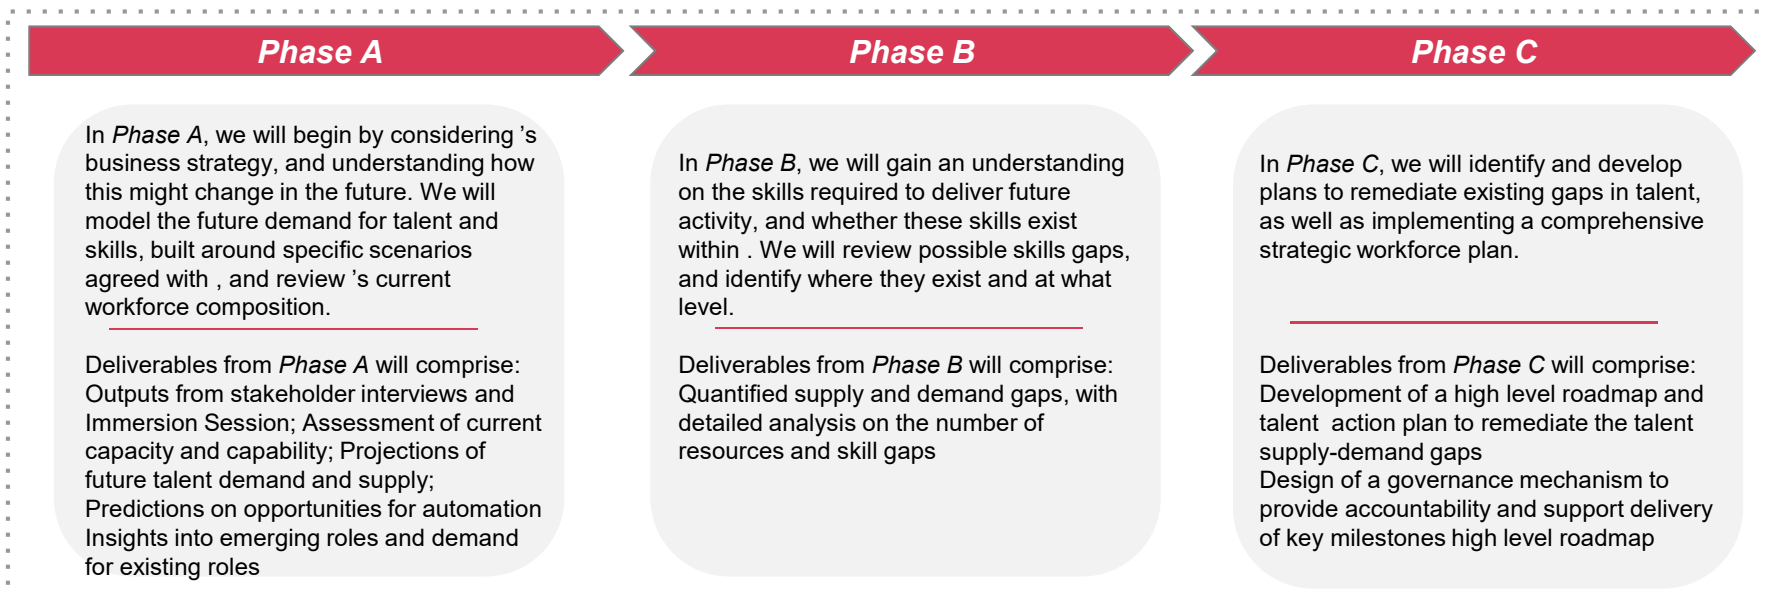 Phase A
Phase B
Phase C
In Phase A, we will begin by considering ’s
business strategy, and understanding how
this might change in the future. We will
model the future demand for talent and
skills, built around specific scenarios
agreed with , and review ’s current
workforce composition.
Deliverables from Phase A will comprise:
Outputs from stakeholder interviews and
Immersion Session; Assessment of current
capacity and capability; Projections of
future talent demand and supply;
Predictions on opportunities for automation
Insights into emerging roles and demand
for existing roles
In Phase B, we will gain an understanding
on the skills required to deliver future
activity, and whether these skills exist
within . We will review possible skills gaps,
and identify where they exist and at what
level.
Deliverables from Phase B will comprise:
Quantified supply and demand gaps, with
detailed analysis on the number of
resources and skill gaps
In Phase C, we will identify and develop
plans to remediate existing gaps in talent,
as well as implementing a comprehensive
strategic workforce plan.
Deliverables from Phase C will comprise:
Development of a high level roadmap and
talent  action plan to remediate the talent
supply-demand gaps
Design of a governance mechanism to
provide accountability and support delivery
of key milestones high level roadmap